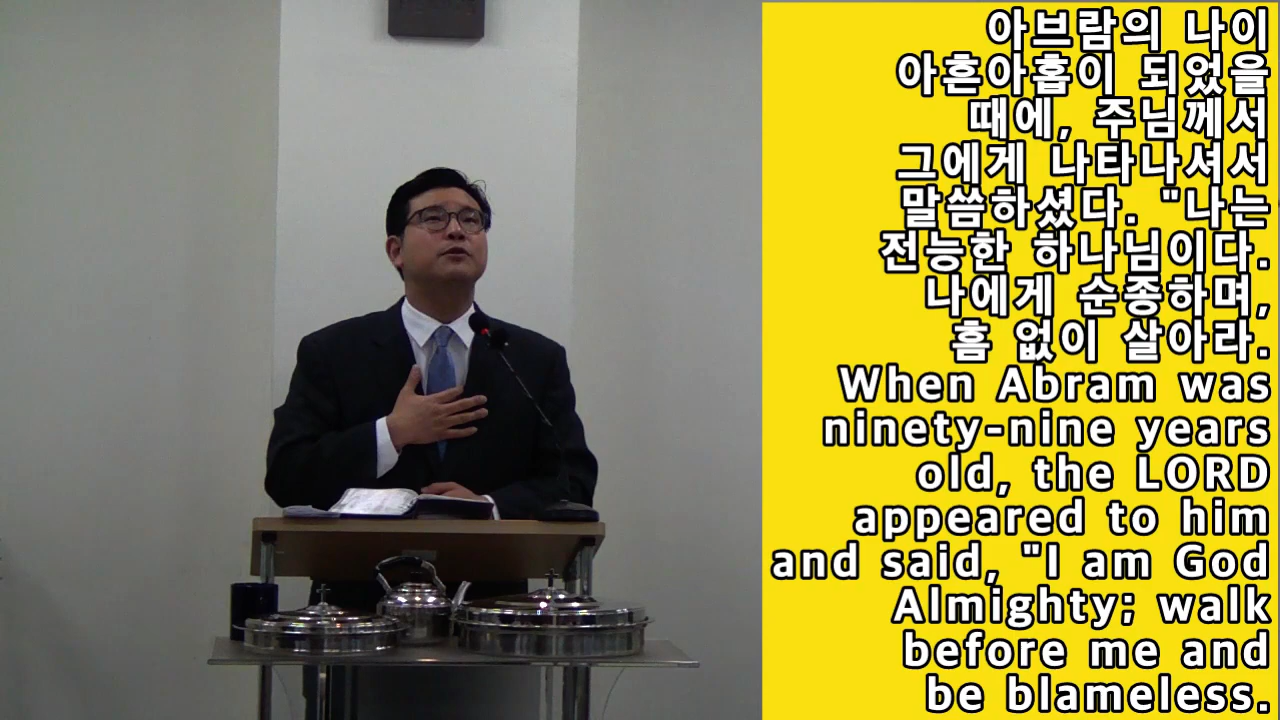 아브람의 나이
아흔아홉이 되었을
때에, 주님께서
그에게 나타나셔서
말씀하셨다. "나는
전능한 하나님이다.
나에게 순종하며,
흠 없이 살아라.
When Abram was
ninety-nine years
old, the LORD
appeared to him
and said, "I am God
Almighty; walk
before me and
be blameless.